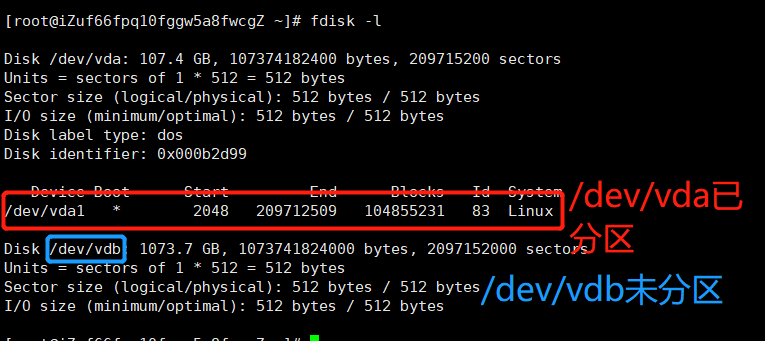 [root@iZuf66fpq10fggw5a8fwcgZ ~]# fdisk -l
Disk /dev/vda: 107.4 GB, 107374182400 bytes, 209715200 sectors
Units = sectors of 1 * 512 = 512 bytes
Sector size (logical/physical): 512 bytes / 512 bytes
I/O size (minimum/optimal): 512 bytes / 512 bytes
Disk label type: dos
Disk identifier: 0x000b2d99
Device Boot Start End Blocks Id System
/dev/vda1 * 2048 209712509 104855231 83 Linux
/dev/vda已
分区
Disk /dev/vdb: 1073.7 GB, 1073741824000 bytes, 2097152000 sectors
Units = sectors of 1 * 512 = 512 bytes
Sector size (logical/physical): 512 bytes / 512 bytes
/dev/vdb未分区
I/O size (minimum/optimal): 512 bytes / 512 bytes